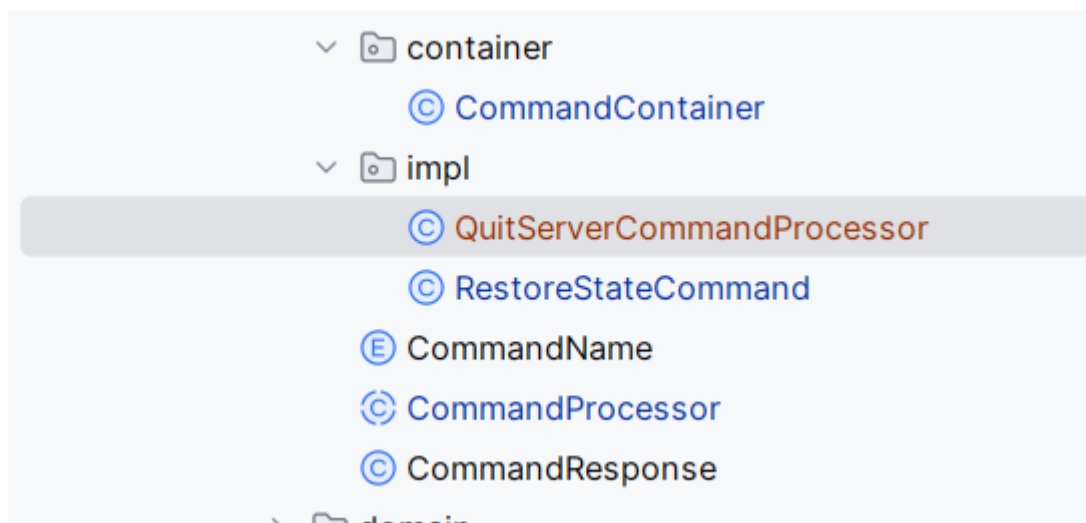 container
CommandContainer
impl
QuitServerCommandProcessor
RestoreStateCommand
CommandName
CommandProcessor
CommandResponse